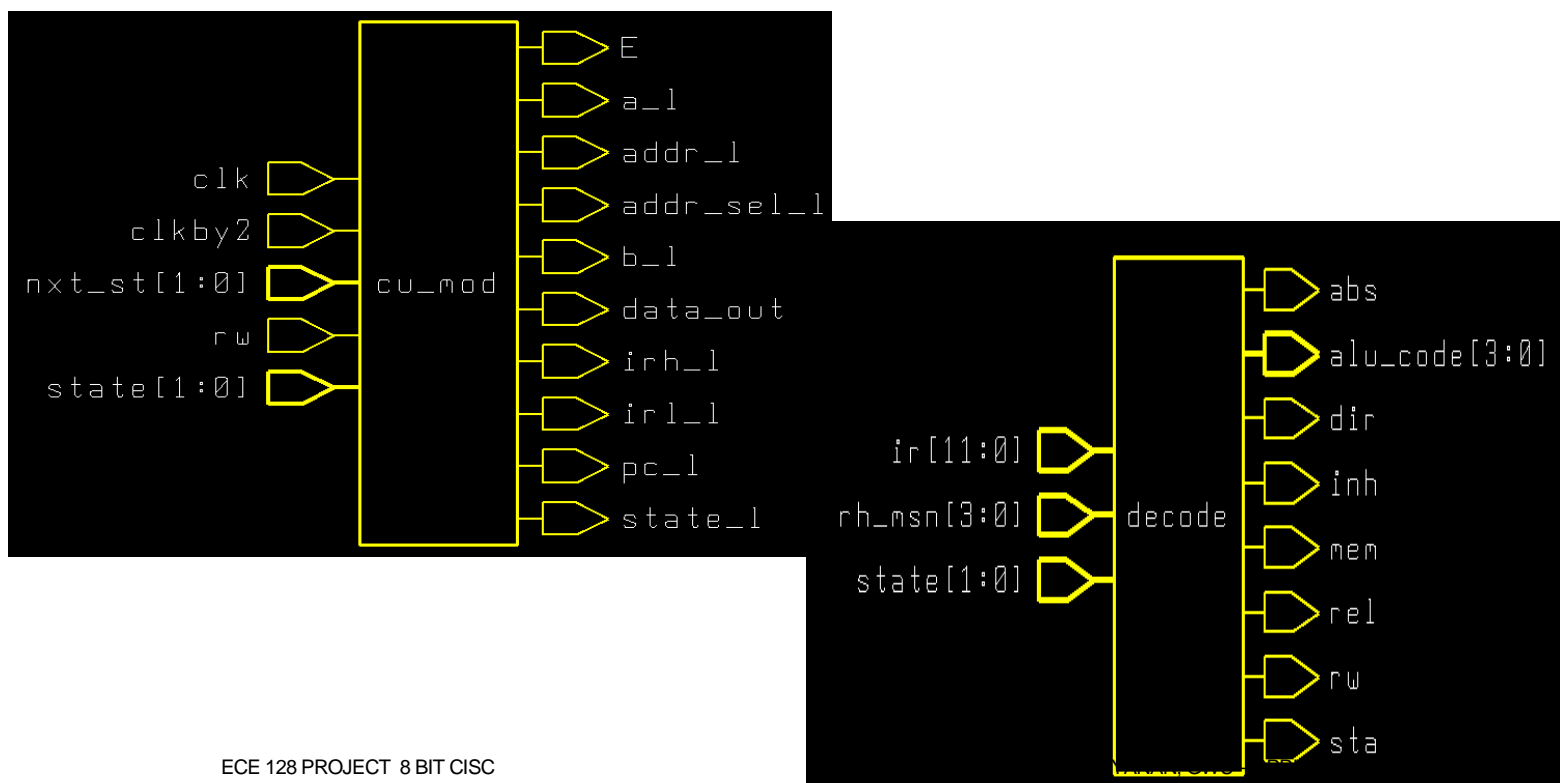 clk
clkby2
nxt_st[1:0]
rw
state[1:0]
cu_mod
E
a_l
addr_l
addr_sel_l
b_l
data_out
irh_l
irl_l
pc_l
state_l
ir[11:0]
rh_msn[3:0]
state[1:0]
decode
abs
alu_code[3:0]
dir
inh
mem
rel
rw
sta
ECE 128 PROJECT 8 BIT CISC